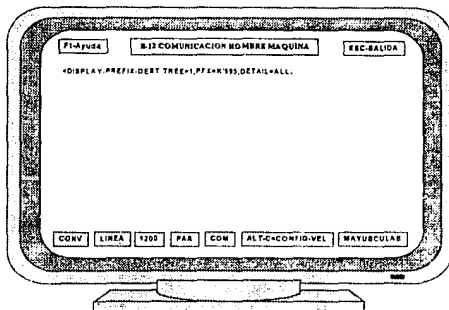 F1-Ayuda S-12 COMUNICACION HOMBRE MAQUINA ESC-SALIDA
<DISPLAY-PREFIX-DEST TREE=1,PFX=K'595,DETAIL=ALL;
CONV LINEA 1200 PAR COM ALT-C=CONFIG-VEL MAYUSCULAS